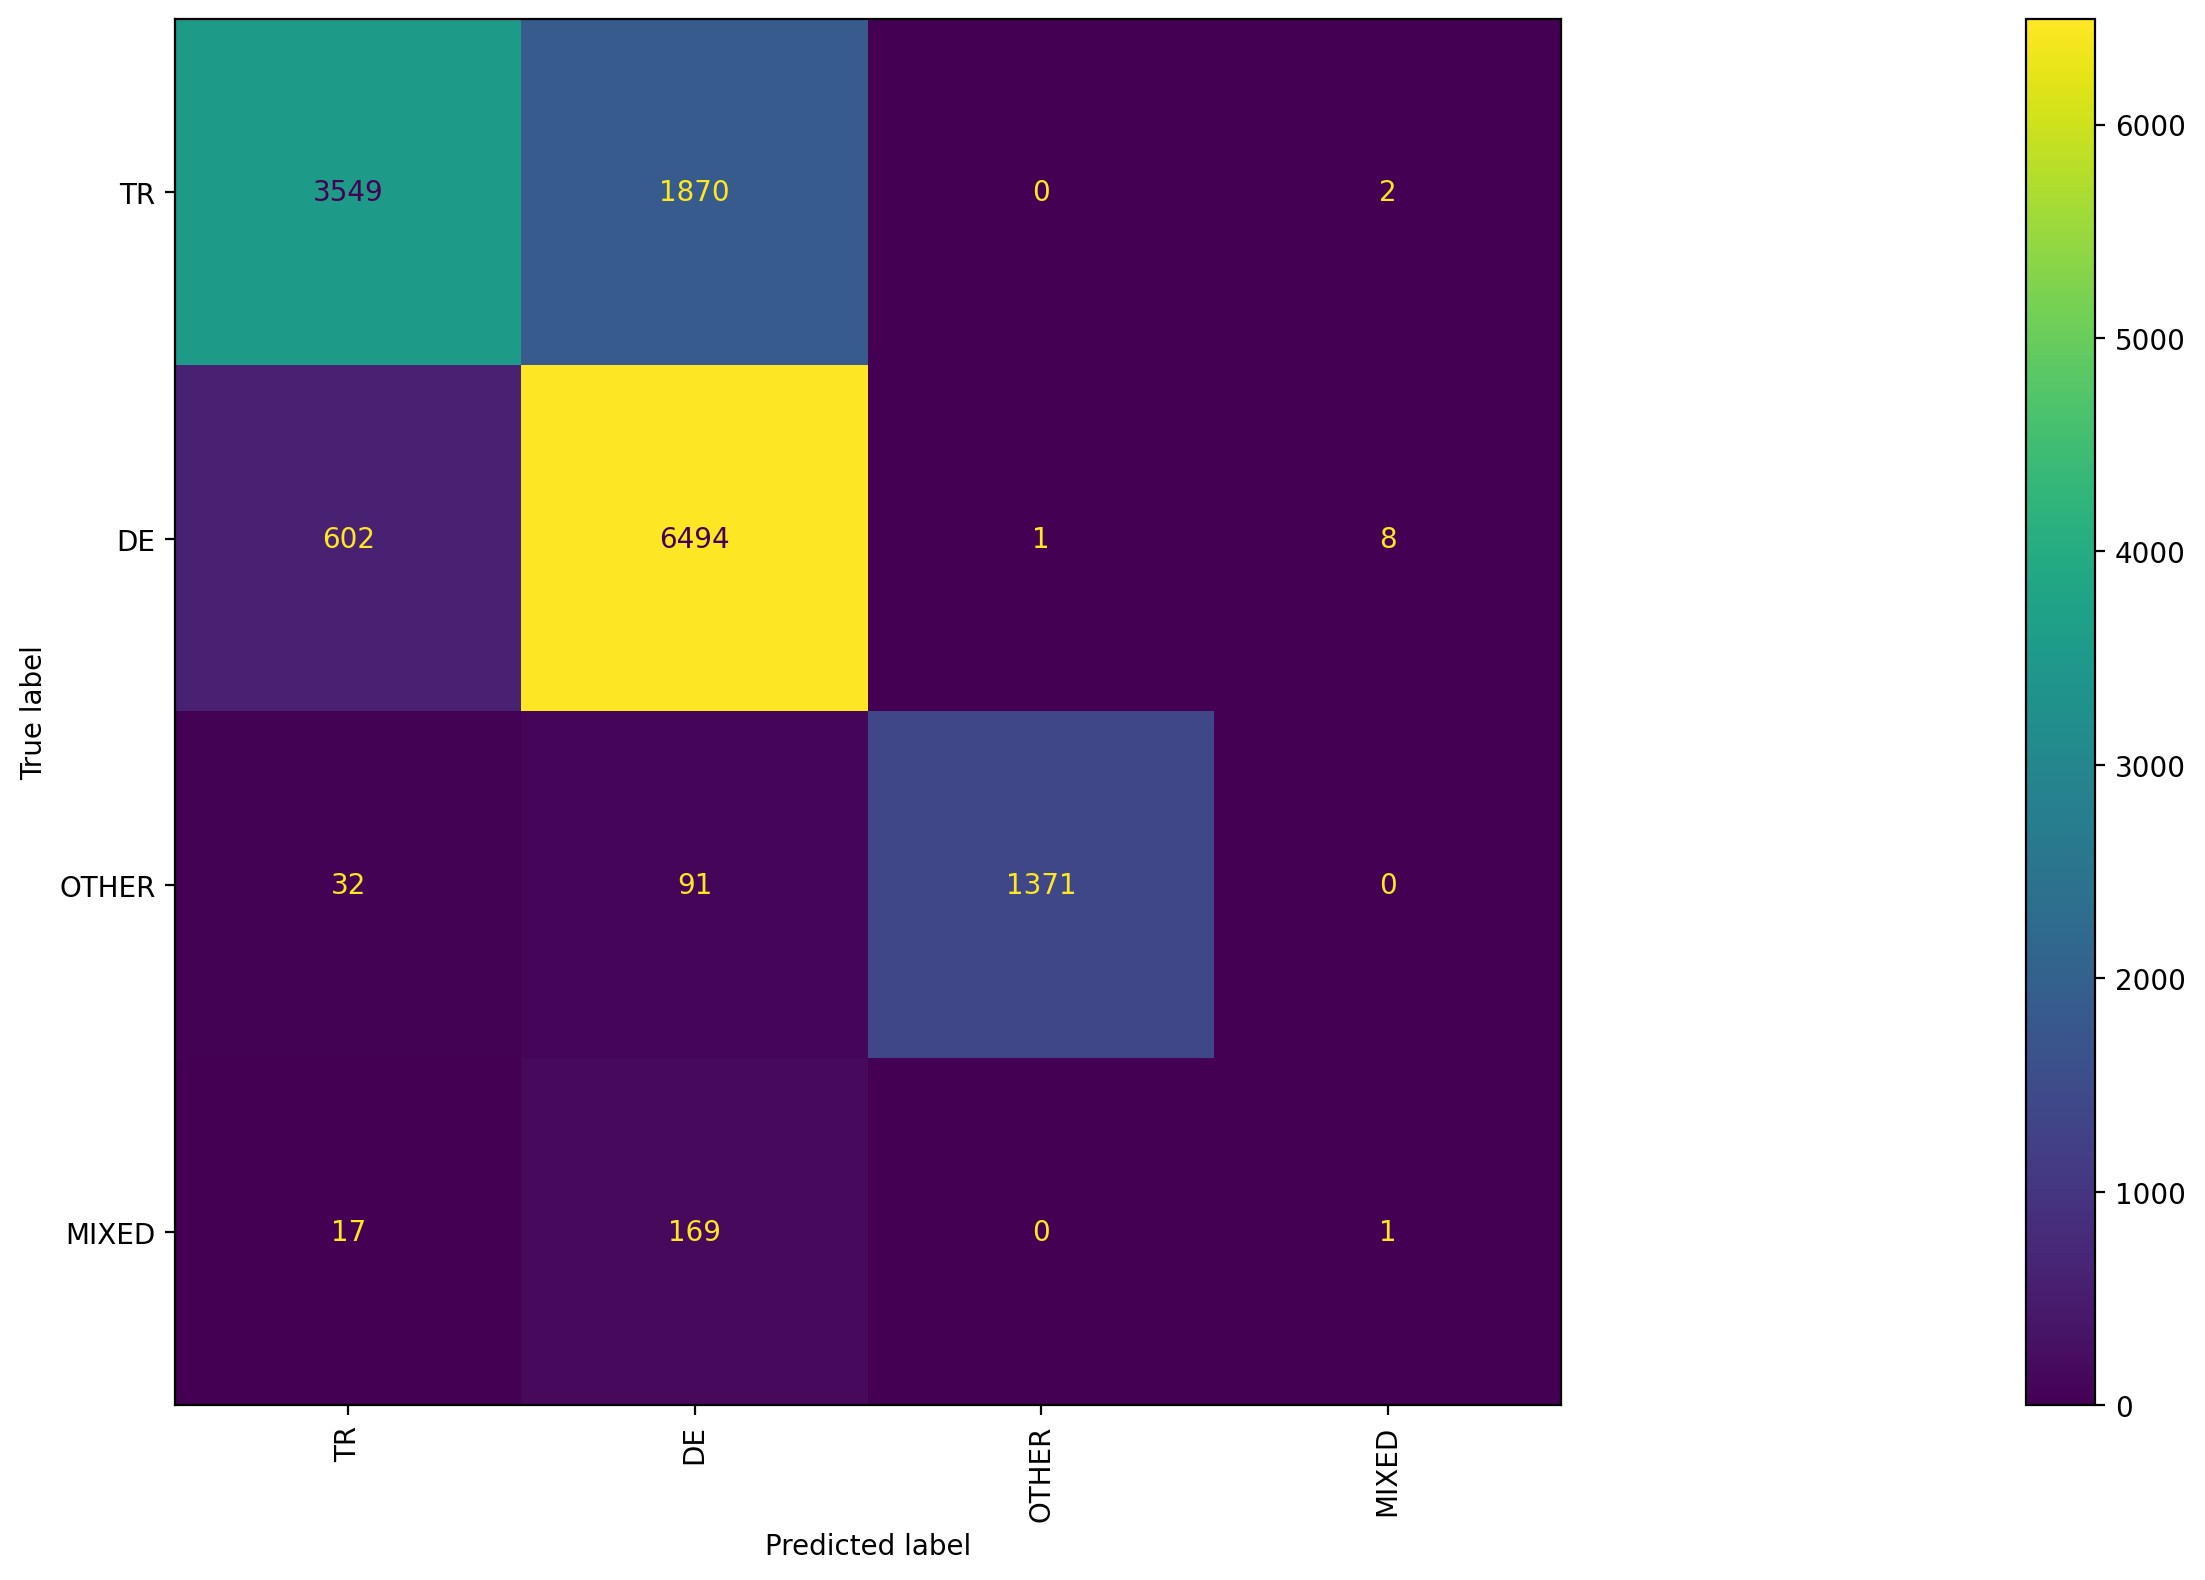 TR 3549 1870 0 2
DE 602 6494 1 8
OTHER 32 91 1371 0
MIXED 17 169 0 1
True label
TR DE OTHER MIXED
Predicted label
6000
5000
4000
3000
2000
1000
0